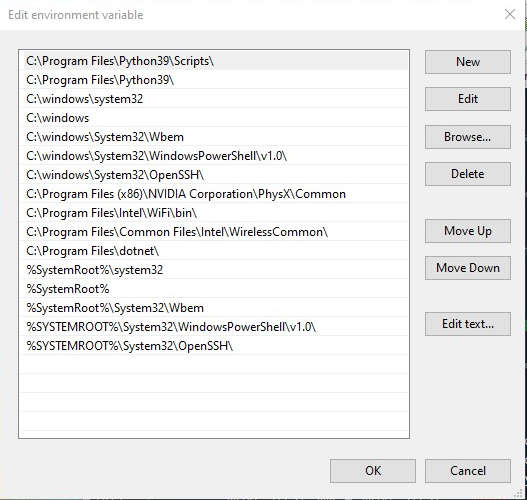 Edit environment variable
C:\Program Files\Python39\Scripts\
C:\Program Files\Python39\
C:\windows\system32
C:\windows
C:\windows\System32\Wbem
C:\windows\System32\WindowsPowerShell\v1.0\
C:\windows\System32\OpenSSH\
C:\Program Files (x86)\NVIDIA Corporation\PhysX\Common
C:\Program Files\Intel\WiFi\bin\
C:\Program Files\Common Files\Intel\WirelessCommon\
C:\Program Files\dotnet\
%SystemRoot%\system32
%SystemRoot%
%SystemRoot%\System32\Wbem
%SYSTEMROOT%\System32\WindowsPowerShell\v1.0\
%SYSTEMROOT%\System32\OpenSSH\
New
Edit
Browse...
Delete
Move Up
Move Down
Edit text...
OK
Cancel